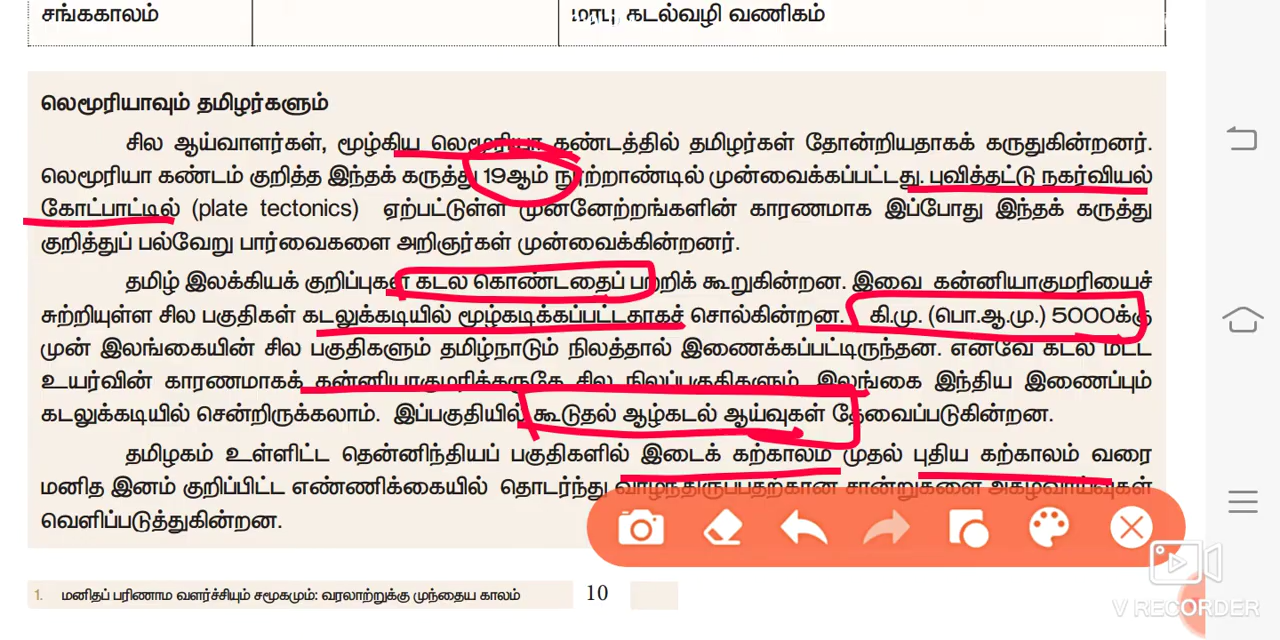 சங்ககாலம்
மரபு கடல்வழி வணிகம்
லெமூரியாவும் தமிழர்களும்
சில ஆய்வாளர்கள், மூழ்கிய லெமூரியா கண்டத்தில் தமிழர்கள் தோன்றியதாகக் கருதுகின்றனர்.
லெமூரியா கண்டம் குறித்த இந்தக் கருத்து 19ஆம் நூற்றாண்டில் முன்வைக்கப்பட்டது. புவித்தட்டு நகர்வியல்
கோட்பாட்டில் (plate tectonics) ஏற்பட்டுள்ள முன்னேற்றங்களின் காரணமாக இப்போது இந்தக் கருத்து
குறித்துப் பல்வேறு பார்வைகளை அறிஞர்கள் முன்வைக்கின்றனர்.
தமிழ் இலக்கியக் குறிப்புகள் கடல் கொண்டதைப் பற்றிக் கூறுகின்றன. இவை கன்னியாகுமரியைச்
சுற்றியுள்ள சில பகுதிகள் கடலுக்கடியில் மூழ்கடிக்கப்பட்டதாகச் சொல்கின்றன. கி.மு. (பொ.ஆ.மு.) 5000க்கு
முன் இலங்கையின் சில பகுதிகளும் தமிழ்நாடும் நிலத்தால் இணைக்கப்பட்டிருந்தன. எனவே கடல் மட்ட
உயர்வின் காரணமாகக் கன்னியாகுமரிக்கருகே சில நிலப்பகுதிகளும் இலங்கை இந்திய இணைப்பும்
கடலுக்கடியில் சென்றிருக்கலாம். இப்பகுதியில் கூடுதல் ஆழ்கடல் ஆய்வுகள் தேவைப்படுகின்றன.
தமிழகம் உள்ளிட்ட தென்னிந்தியப் பகுதிகளில் இடைக் கற்காலம் முதல் புதிய கற்காலம் வரை
மனித இனம் குறிப்பிட்ட எண்ணிக்கையில் தொடர்ந்து வாழ்ந்திருப்பதற்கான சான்றுகளை அகழ்வாய்வுகள்
வெளிப்படுத்துகின்றன.
1. மனிதப் பரிணாம வளர்ச்சியும் சமூகமும்: வரலாற்றுக்கு முந்தைய காலம் 10
V RECORDER